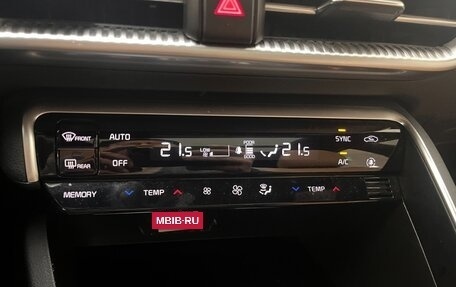 FRONT
AUTO
SYNC
21.5
LOW
POOR
GOOD
21.5
REAR
OFF
A/C
MEMORY
TEMP
TEMP
MBIB-RU